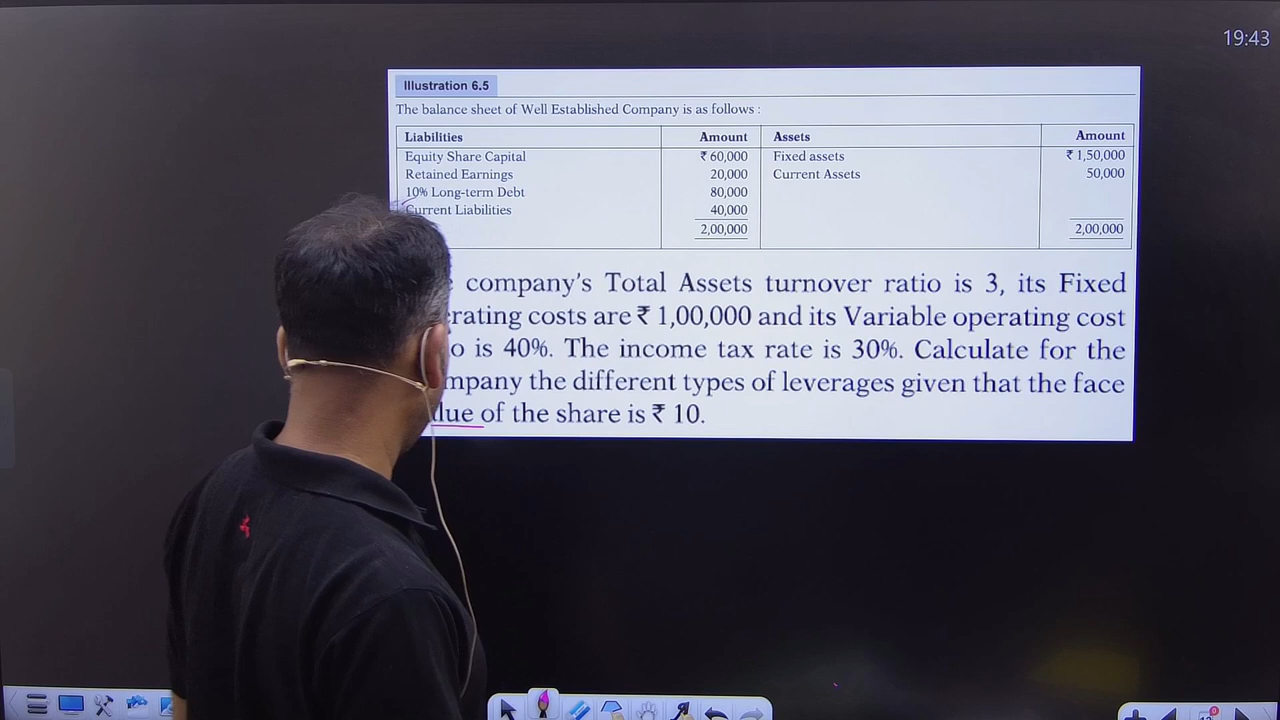 19:43
Illustration 6.5
The balance sheet of Well Established Company is as follows :
Liabilities Amount Assets Amount
Equity Share Capital ₹ 60,000 Fixed assets ₹ 1,50,000
Retained Earnings 20,000 Current Assets 50,000
10% Long-term Debt 80,000
Current Liabilities 40,000
2,00,000 2,00,000
company's Total Assets turnover ratio is 3, its Fixed
rating costs are ₹ 1,00,000 and its Variable operating cost
o is 40%. The income tax rate is 30%. Calculate for the
mpany the different types of leverages given that the face
lue of the share is ₹ 10.